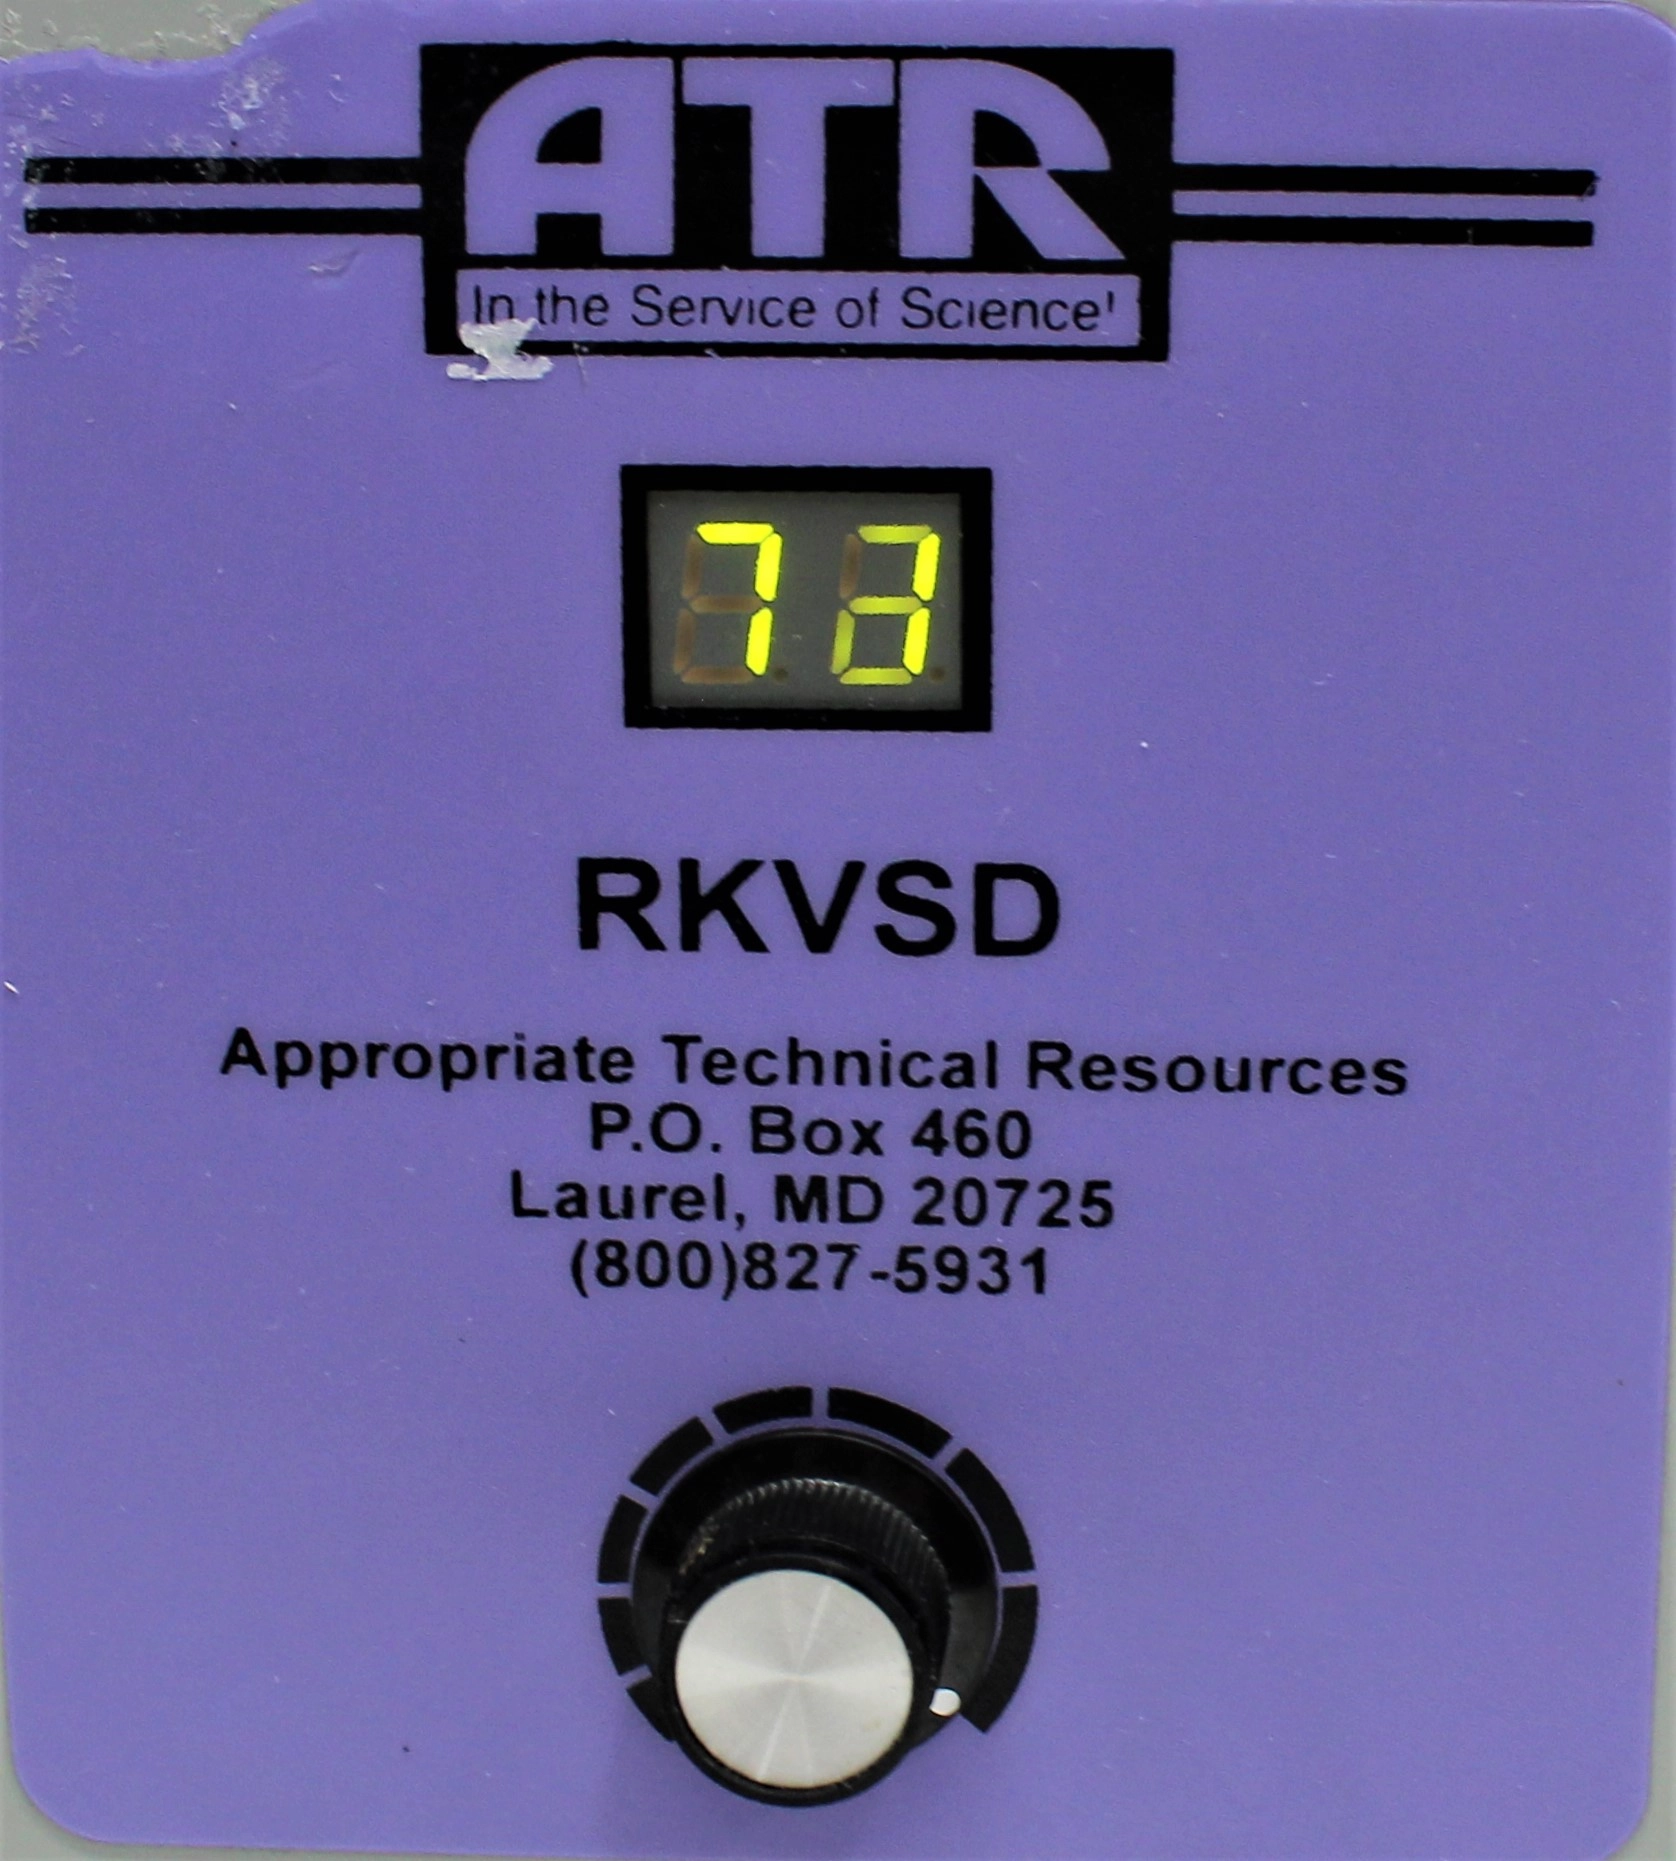 ATR
In the Service of Science'
RKVSD
Appropriate Technical Resources
P.O. Box 460
Laurel, MD 20725
(800)827-5931